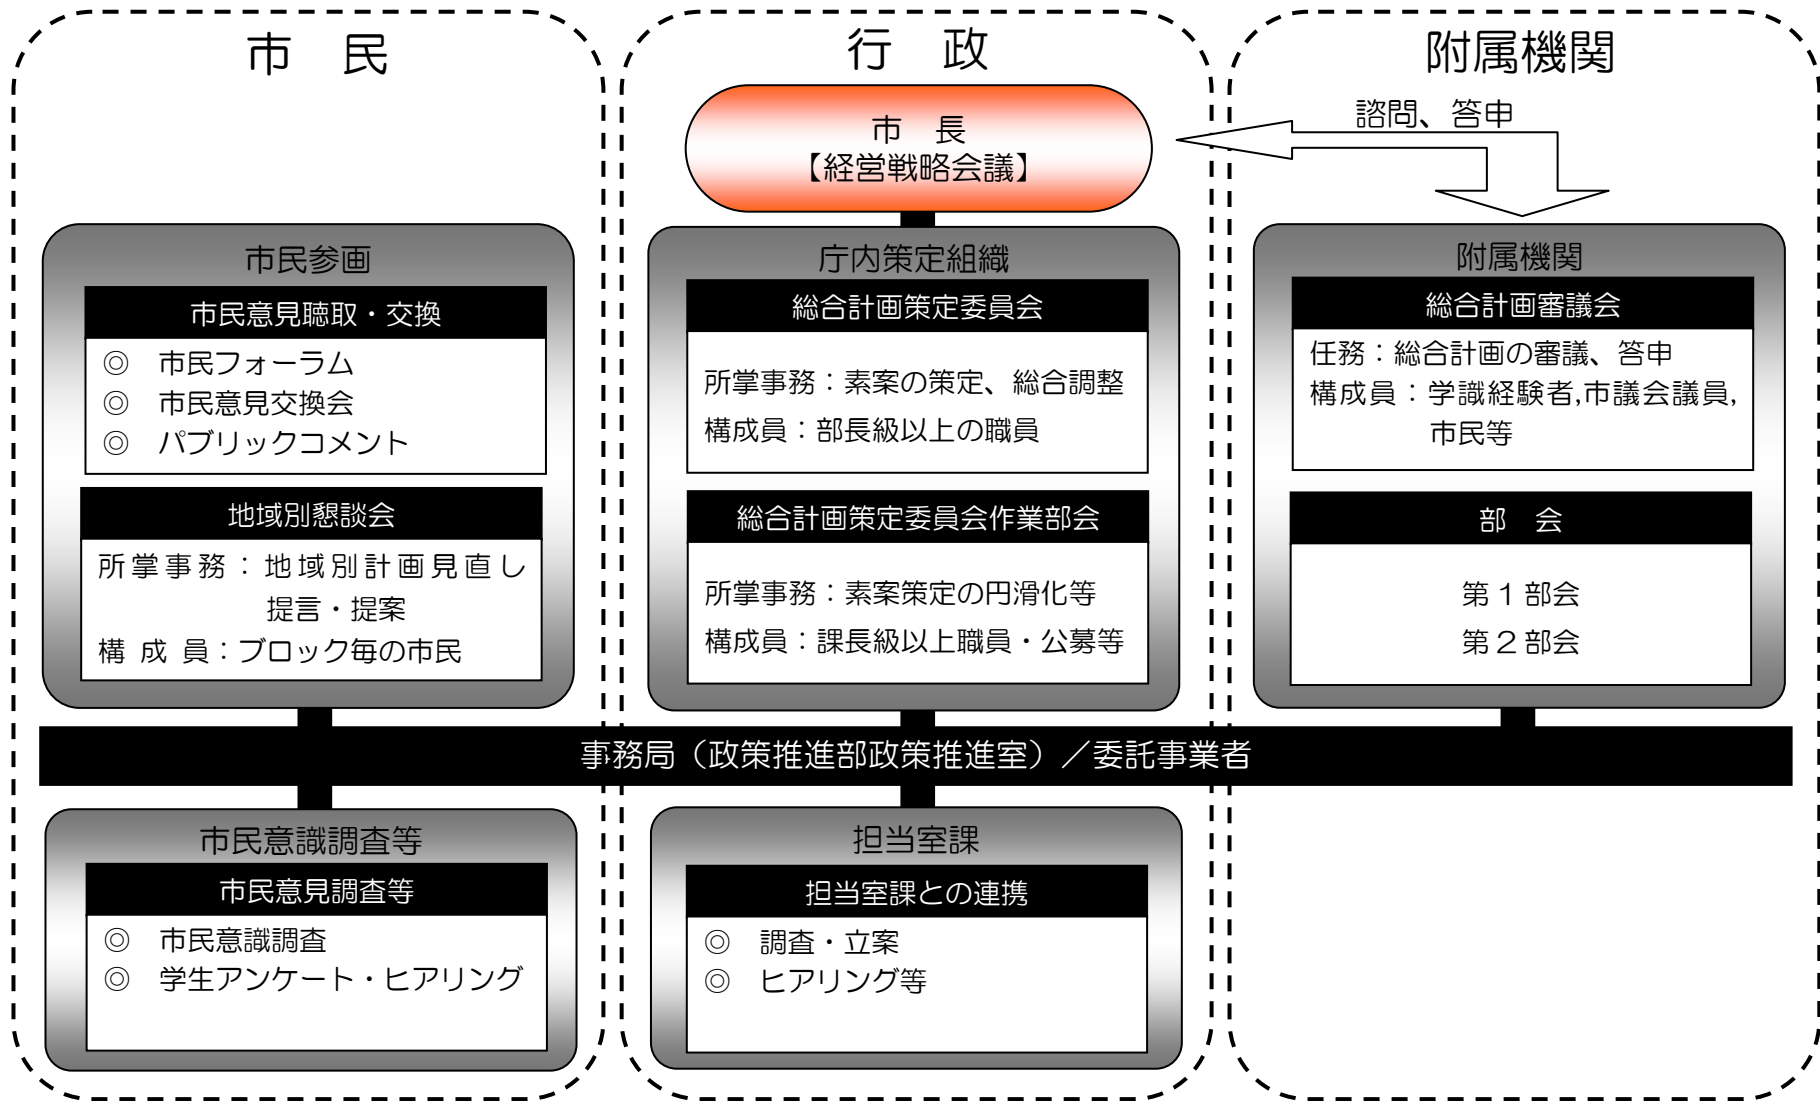 市　民
市民参画
市民意見聴取・交換
◎　市民フォーラム
◎　市民意見交換会
◎　パブリックコメント
地域別懇談会
所掌事務：地域別計画見直し
提言・提案
構 成 員：ブロック毎の市民
行　政
市　長
【経営戦略会議】
庁内策定組織
総合計画策定委員会
所掌事務：素案の策定、総合調整
構成員：部長級以上の職員
総合計画策定委員会作業部会
所掌事務：素案策定の円滑化等
構成員：課長級以上職員・公募等
附属機関
諮問、答申
附属機関
総合計画審議会
任務：総合計画の審議、答申
構成員：学識経験者,市議会議員,
市民等
部　会
第１部会
第２部会
事務局（政策推進部政策推進室）／委託事業者
市民意識調査等
市民意見調査等
◎　市民意識調査
◎　学生アンケート・ヒアリング
担当室課
担当室課との連携
◎　調査・立案
◎　ヒアリング等